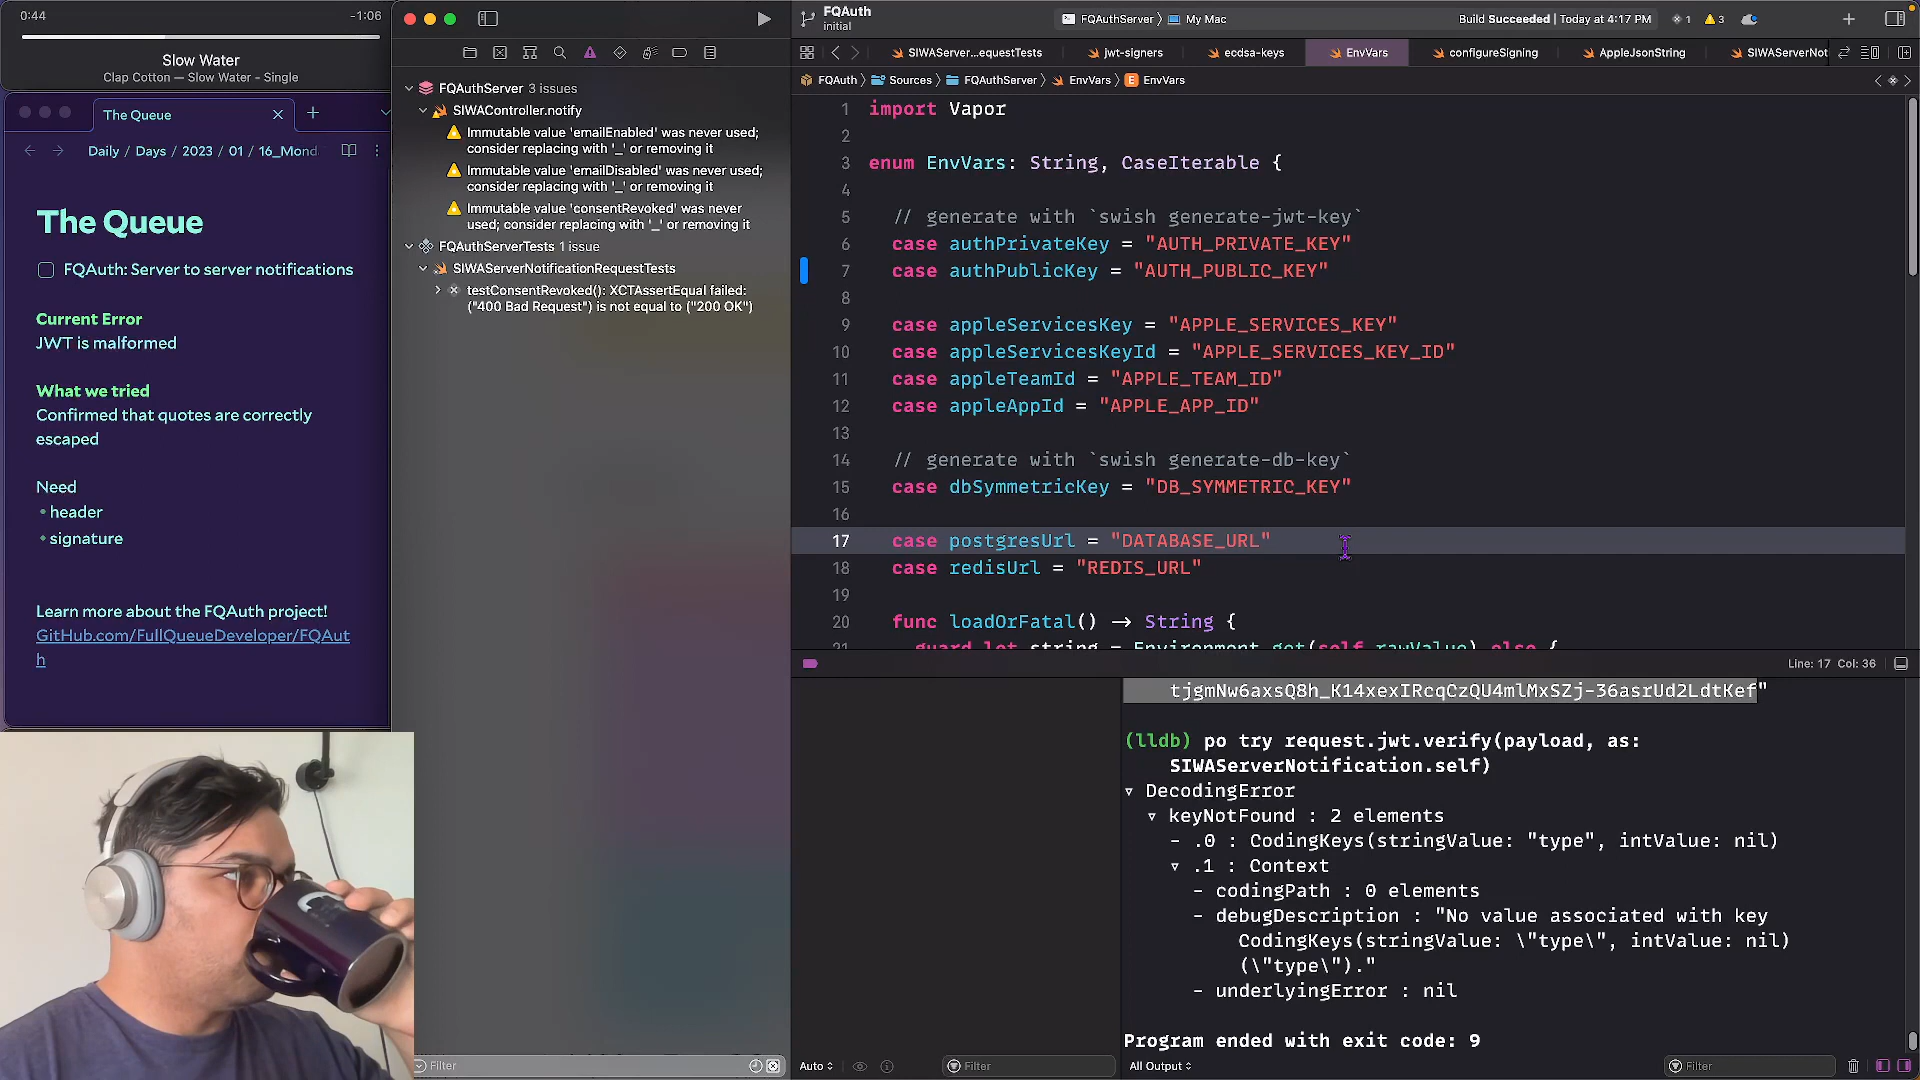 0:44
-1:06
Slow Water
Clap Cotton — Slow Water - Single
The Queue
Daily / Days / 2023 / 01 / 16_Mond
The Queue
FQAuth: Server to server notifications
Current Error
JWT is malformed
What we tried
Confirmed that quotes are correctly
escaped
Need
• header
• signature
Learn more about the FQAuth project!
GitHub.com/FullQueueDeveloper/FQAut
h
FQAuthServer 3 issues
SIWAController.notify
Immutable value 'emailEnabled' was never used;
consider replacing with '_' or removing it
Immutable value 'emailDisabled' was never used;
consider replacing with '_' or removing it
Immutable value 'consentRevoked' was never
used; consider replacing with '_' or removing it
FQAuthServerTests 1 issue
SIWAServerNotificationRequestTests
testConsentRevoked(): XCTAssertEqual failed:
("400 Bad Request") is not equal to ("200 OK")
Filter
FQAuth
initial
FQAuthServer
My Mac
Build Succeeded | Today at 4:17 PM
1
3
SIWAServer...equestTests
jwt-signers
ecdsa-keys
EnvVars
configureSigning
AppleJsonString
SIWAServerNot
FQAuth
Sources
FQAuthServer
EnvVars
EnvVars
1 import Vapor
2
3 enum EnvVars: String, CaseIterable {
4
5 // generate with `swish generate-jwt-key`
6 case authPrivateKey = "AUTH_PRIVATE_KEY"
7 case authPublicKey = "AUTH_PUBLIC_KEY"
8
9 case appleServicesKey = "APPLE_SERVICES_KEY"
10 case appleServicesKeyId = "APPLE_SERVICES_KEY_ID"
11 case appleTeamId = "APPLE_TEAM_ID"
12 case appleAppId = "APPLE_APP_ID"
13
14 // generate with `swish generate-db-key`
15 case dbSymmetricKey = "DB_SYMMETRIC_KEY"
16
17 case postgresUrl = "DATABASE_URL"
18 case redisUrl = "REDIS_URL"
19
20 func loadOrFatal() -> String {
21 guard let string = Environment.get(self.rawValue) else {
Line: 17 Col: 36
tjgmNw6axsQ8h_K14xexIRcqCzQU4mlMxSZj-36asrUd2LdtKef"
(lldb) po try request.jwt.verify(payload, as:
SIWAServerNotification.self)
▿ DecodingError
▿ keyNotFound : 2 elements
- .0 : CodingKeys(stringValue: "type", intValue: nil)
▿ .1 : Context
- codingPath : 0 elements
- debugDescription : "No value associated with key
CodingKeys(stringValue: \"type\", intValue: nil)
(\"type\")."
- underlyingError : nil
Program ended with exit code: 9
Auto
Filter
All Output
Filter